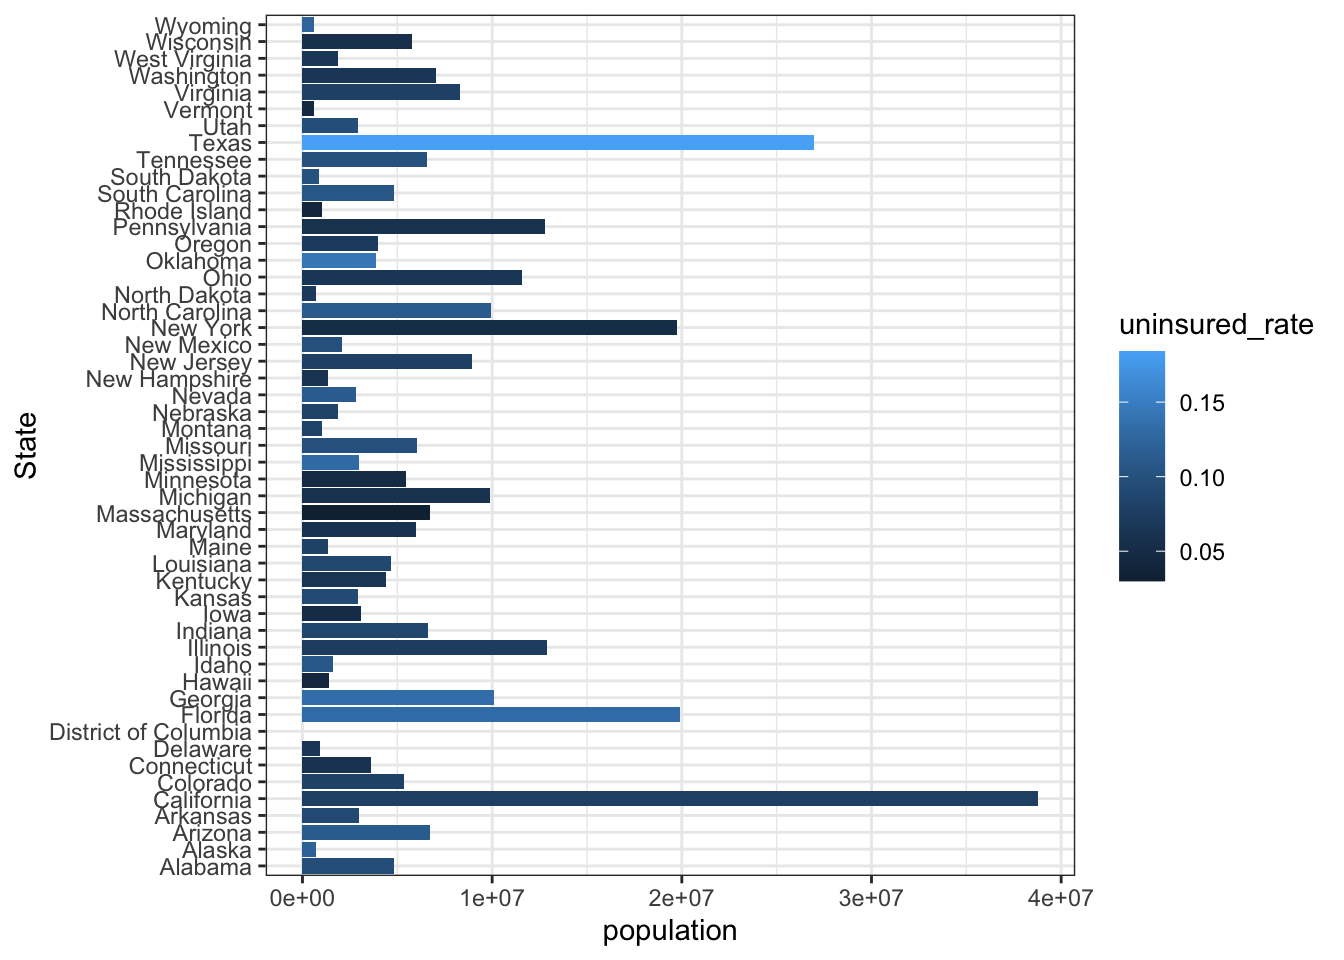 Wyoming
Wisconsin
West Virginia
Washington
Virginia
Vermont
Utah
Texas
Tennessee
South Dakota
South Carolina
Rhode Island
Pennsylvania
Oregon
Oklahoma
Ohio
North Dakota
North Carolina
New York
New Mexico
New Jersey
New Hampshire
Nevada
Nebraska
Montana
Missouri
Mississippi
Minnesota
Michigan
Massachusetts
Maryland
Maine
Louisiana
Kentucky
Kansas
Iowa
Indiana
Illinois
Idaho
Hawaii
Georgia
Florida
District of Columbia
Delaware
Connecticut
Colorado
California
Arkansas
Arizona
Alaska
Alabama
State
0e+00 1e+07 2e+07 3e+07 4e+07
population
uninsured_rate
0.15
0.10
0.05